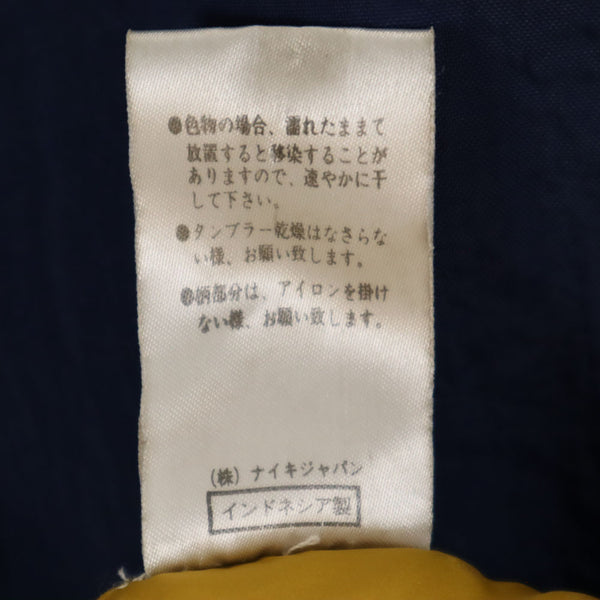 ●色物の場合、濡れたままて
放置すると移染することが
ありますので、速やかに干
して下さい。
●タンブラー乾燥はなさらな
い様、お願い致します。
●柄部分は、アイロンを掛け
ない様、お願い致します。
(株)ナイキジャパン
インドネシア製